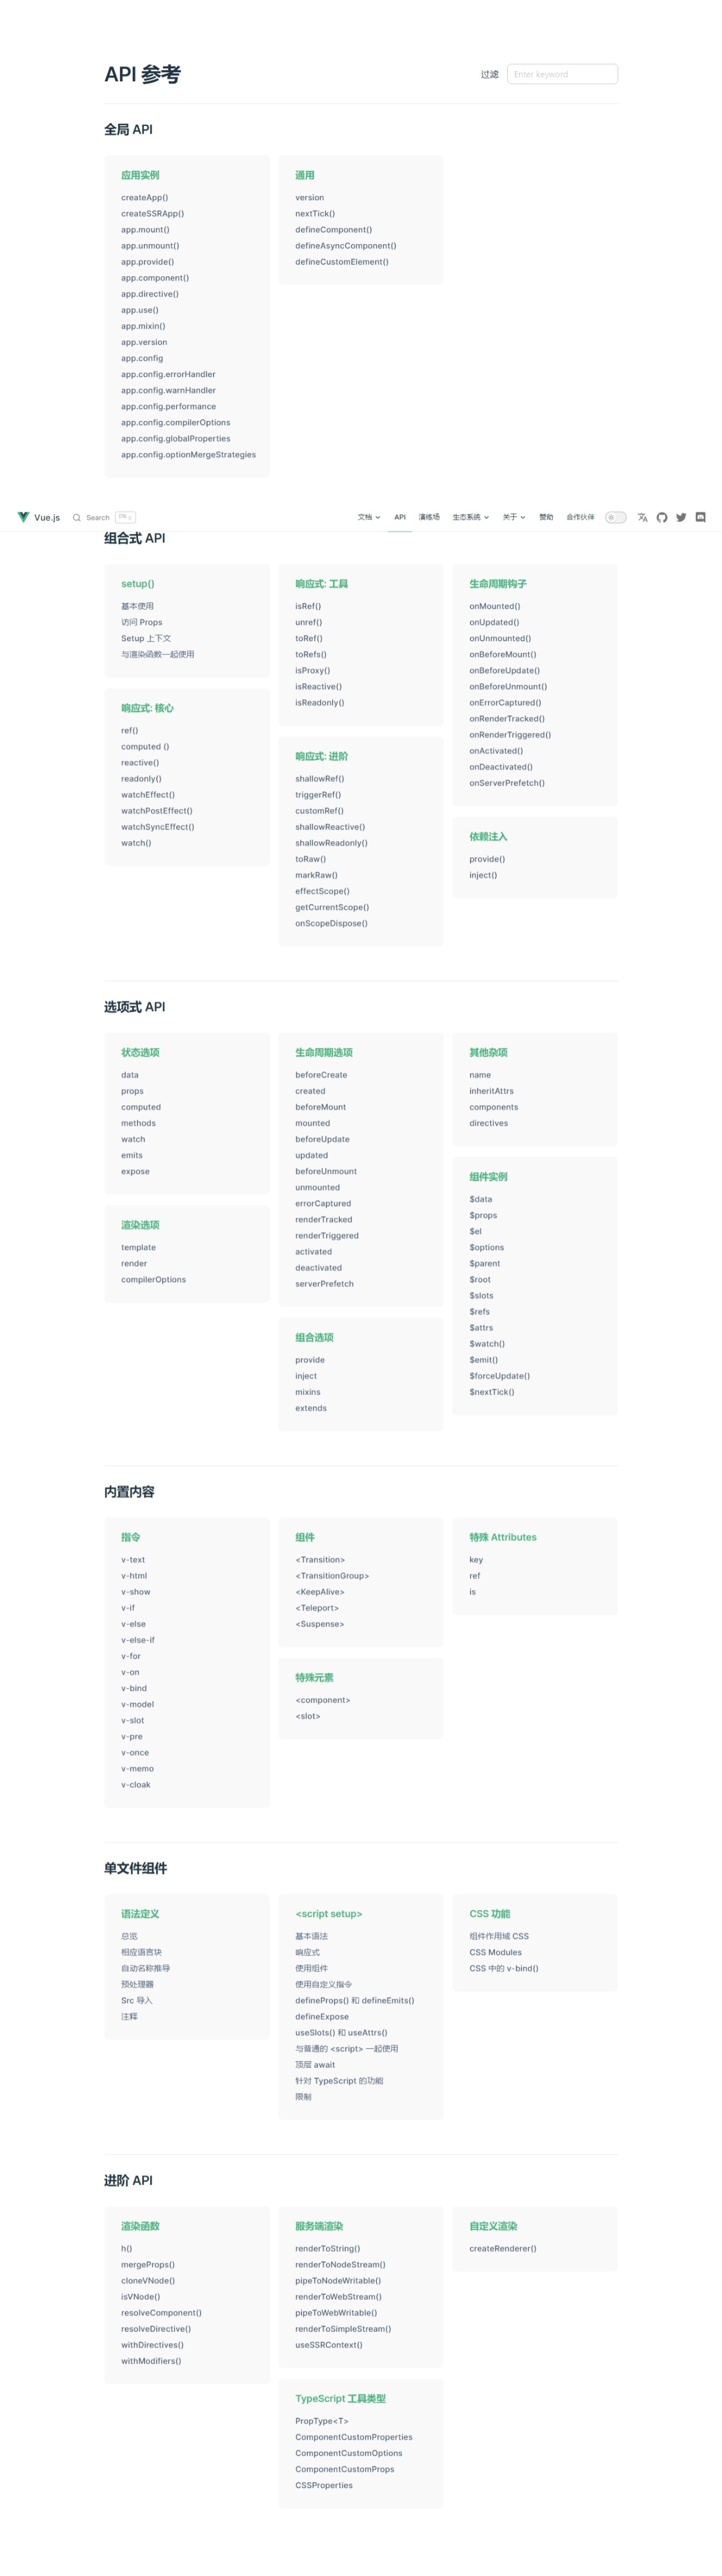 API 参考
过滤
Enter keyword
全局 API
应用实例
createApp()
createSSRApp()
app.mount()
app.unmount()
app.provide()
app.component()
app.directive()
app.use()
app.mixin()
app.version
app.config
app.config.errorHandler
app.config.warnHandler
app.config.performance
app.config.compilerOptions
app.config.globalProperties
app.config.optionMergeStrategies
通用
version
nextTick()
defineComponent()
defineAsyncComponent()
defineCustomElement()
Vue.js
Search
文档
API
演练场
生态系统
关于
赞助
合作伙伴
组合式 API
setup()
基本使用
访问 Props
Setup 上下文
与渲染函数一起使用
响应式: 核心
ref()
computed ()
reactive()
readonly()
watchEffect()
watchPostEffect()
watchSyncEffect()
watch()
响应式: 工具
isRef()
unref()
toRef()
toRefs()
isProxy()
isReactive()
isReadonly()
响应式: 进阶
shallowRef()
triggerRef()
customRef()
shallowReactive()
shallowReadonly()
toRaw()
markRaw()
effectScope()
getCurrentScope()
onScopeDispose()
生命周期钩子
onMounted()
onUpdated()
onUnmounted()
onBeforeMount()
onBeforeUpdate()
onBeforeUnmount()
onErrorCaptured()
onRenderTracked()
onRenderTriggered()
onActivated()
onDeactivated()
onServerPrefetch()
依赖注入
provide()
inject()
选项式 API
状态选项
data
props
computed
methods
watch
emits
expose
渲染选项
template
render
compilerOptions
生命周期选项
beforeCreate
created
beforeMount
mounted
beforeUpdate
updated
beforeUnmount
unmounted
errorCaptured
renderTracked
renderTriggered
activated
deactivated
serverPrefetch
组合选项
provide
inject
mixins
extends
其他杂项
name
inheritAttrs
components
directives
组件实例
$data
$props
$el
$options
$parent
$root
$slots
$refs
$attrs
$watch()
$emit()
$forceUpdate()
$nextTick()
内置内容
指令
v-text
v-html
v-show
v-if
v-else
v-else-if
v-for
v-on
v-bind
v-model
v-slot
v-pre
v-once
v-memo
v-cloak
组件
<Transition>
<TransitionGroup>
<KeepAlive>
<Teleport>
<Suspense>
特殊元素
<component>
<slot>
特殊 Attributes
key
ref
is
单文件组件
语法定义
总览
相应语言块
自动名称推导
预处理器
Src 导入
注释
<script setup>
基本语法
响应式
使用组件
使用自定义指令
defineProps() 和 defineEmits()
defineExpose
useSlots() 和 useAttrs()
与普通的 <script> 一起使用
顶层 await
针对 TypeScript 的功能
限制
CSS 功能
组件作用域 CSS
CSS Modules
CSS 中的 v-bind()
进阶 API
渲染函数
h()
mergeProps()
cloneVNode()
isVNode()
resolveComponent()
resolveDirective()
withDirectives()
withModifiers()
服务端渲染
renderToString()
renderToNodeStream()
pipeToNodeWritable()
renderToWebStream()
pipeToWebWritable()
renderToSimpleStream()
useSSRContext()
TypeScript 工具类型
PropType<T>
ComponentCustomProperties
ComponentCustomOptions
ComponentCustomProps
CSSProperties
自定义渲染
createRenderer()